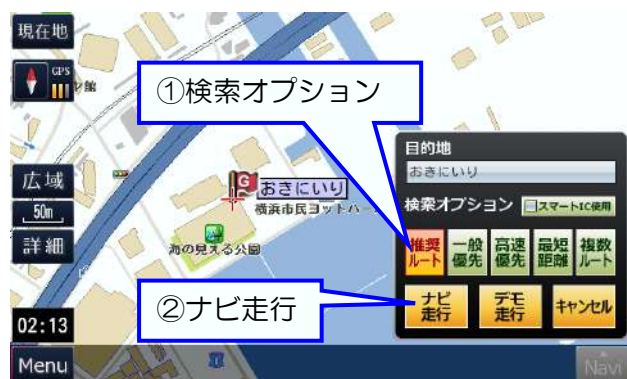 現在地
GPS
①検索オプション
目的地
おきにいり
広域
G
おきにいり
検索オプション
スマートIC使用
50m
横浜市民ヨットハー
詳細
海の見える公園
推奨
ルート
一般
優先
高速
優先
最短
距離
複数
ルート
②ナビ走行
ナビ
走行
デモ
走行
キャンセル
02:13
Menu
Navi